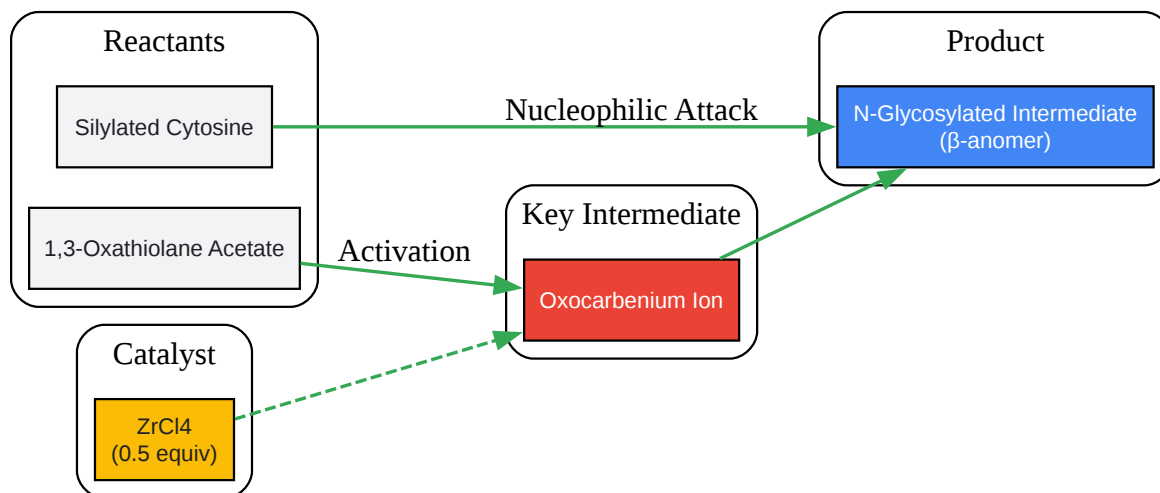 Reactants
Silylated Cytosine
1,3-Oxathiolane Acetate
Catalyst
ZrCl4
(0.5 equiv)
Activation
Nucleophilic Attack
Key Intermediate
Oxocarbenium Ion
Product
N-Glycosylated Intermediate
(β-anomer)